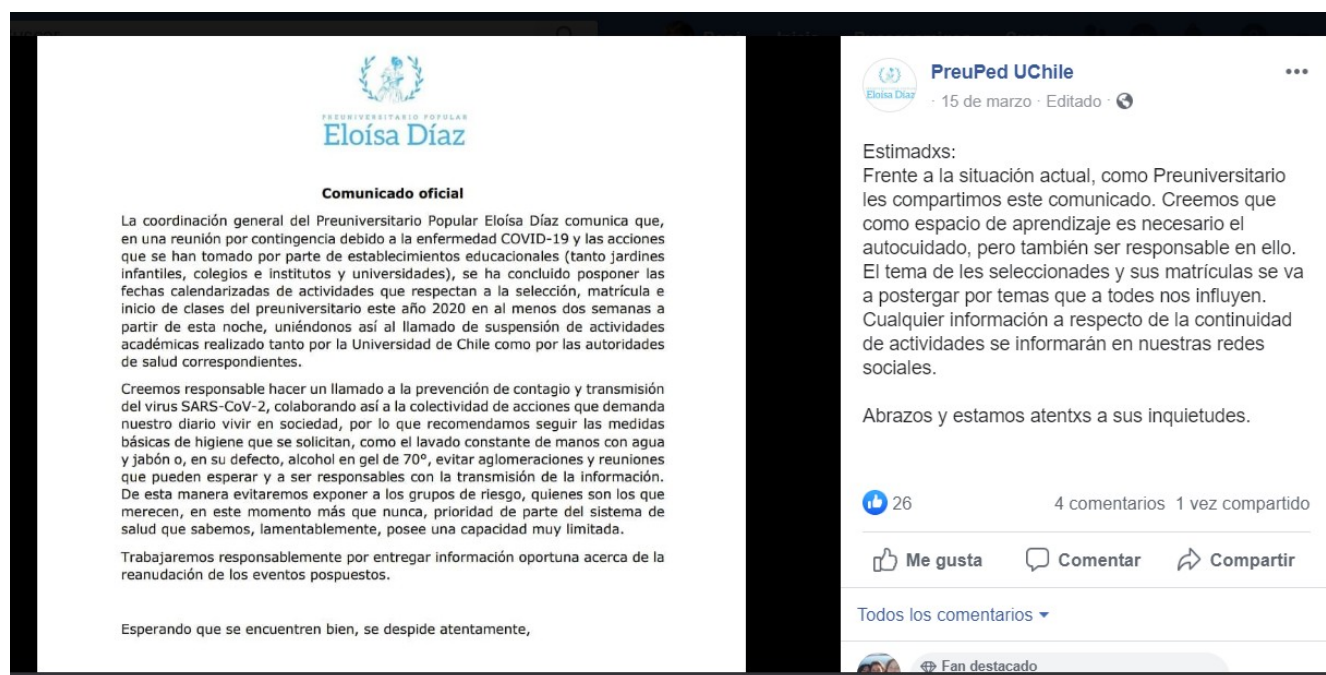 PREUNIVERSITARIO POPULAR
Eloísa Díaz
Comunicado oficial
La coordinación general del Preuniversitario Popular Eloísa Díaz comunica que,
en una reunión por contingencia debido a la enfermedad COVID-19 y las acciones
que se han tomado por parte de establecimientos educacionales (tanto jardines
infantiles, colegios e institutos y universidades), se ha concluido posponer las
fechas calendarizadas de actividades que respectan a la selección, matrícula e
inicio de clases del preuniversitario este año 2020 en al menos dos semanas a
partir de esta noche, uniéndonos así al llamado de suspensión de actividades
académicas realizado tanto por la Universidad de Chile como por las autoridades
de salud correspondientes.
Creemos responsable hacer un llamado a la prevención de contagio y transmisión
del virus SARS-CoV-2, colaborando así a la colectividad de acciones que demanda
nuestro diario vivir en sociedad, por lo que recomendamos seguir las medidas
básicas de higiene que se solicitan, como el lavado constante de manos con agua
y jabón o, en su defecto, alcohol en gel de 70°, evitar aglomeraciones y reuniones
que pueden esperar y a ser responsables con la transmisión de la información.
De esta manera evitaremos exponer a los grupos de riesgo, quienes son los que
merecen, en este momento más que nunca, prioridad de parte del sistema de
salud que sabemos, lamentablemente, posee una capacidad muy limitada.
Trabajaremos responsablemente por entregar información oportuna acerca de la
reanudación de los eventos pospuestos.
Esperando que se encuentren bien, se despide atentamente,
Eloísa Díaz
PreuPed UChile
· 15 de marzo · Editado ·
Estimadxs:
Frente a la situación actual, como Preuniversitario
les compartimos este comunicado. Creemos que
como espacio de aprendizaje es necesario el
autocuidado, pero también ser responsable en ello.
El tema de les seleccionades y sus matrículas se va
a postergar por temas que a todes nos influyen.
Cualquier información a respecto de la continuidad
de actividades se informarán en nuestras redes
sociales.
Abrazos y estamos atentxs a sus inquietudes.
26 4 comentarios 1 vez compartido
Me gusta Comentar Compartir
Todos los comentarios
Fan destacado